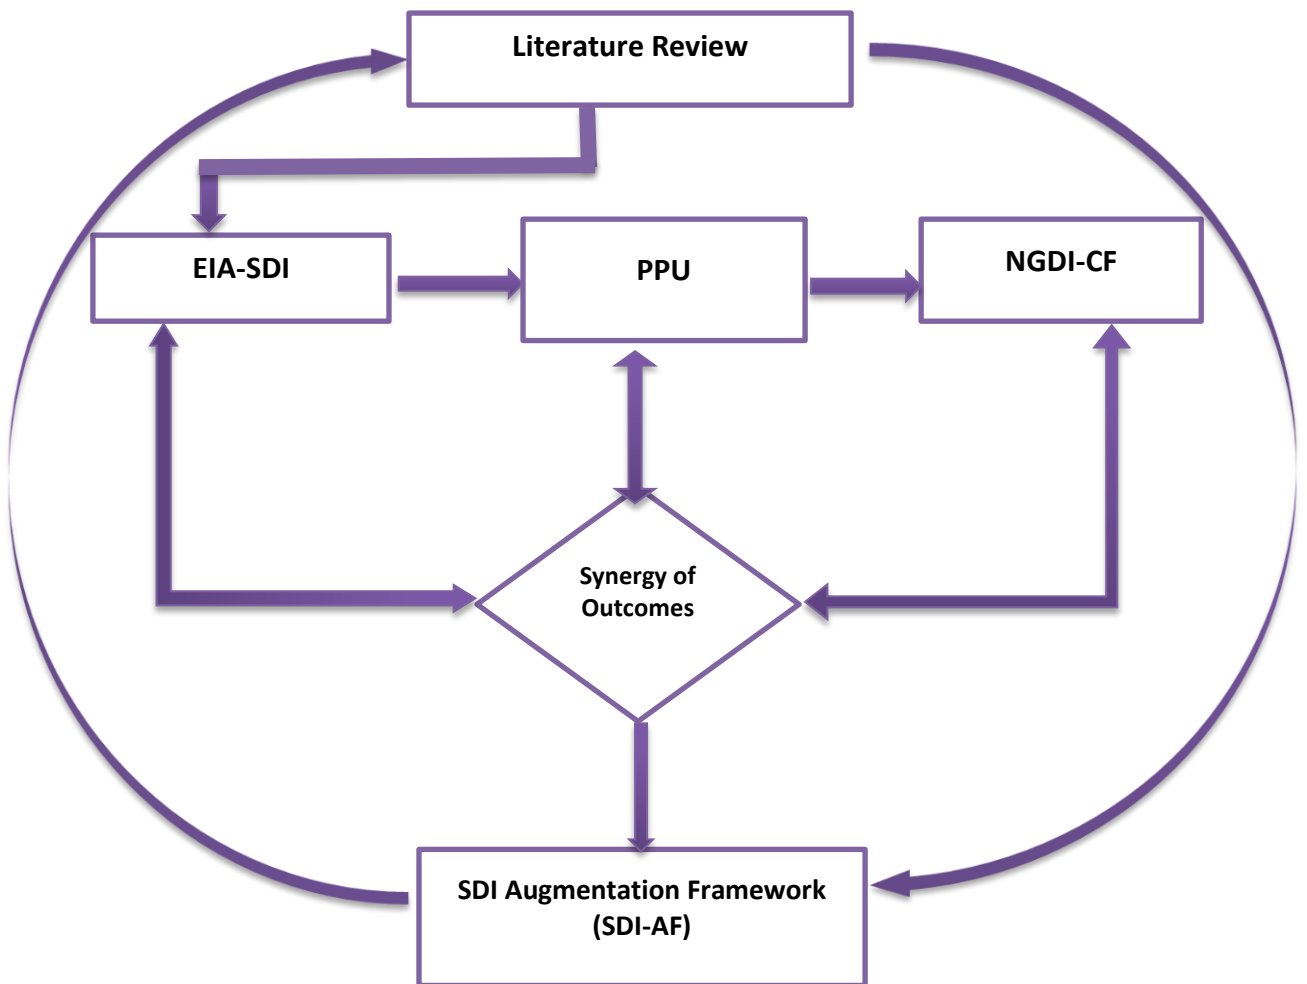 Literature Review
EIA-SDI
PPU
NGDI-CF
Synergy of
Outcomes
SDI Augmentation Framework
(SDI-AF)